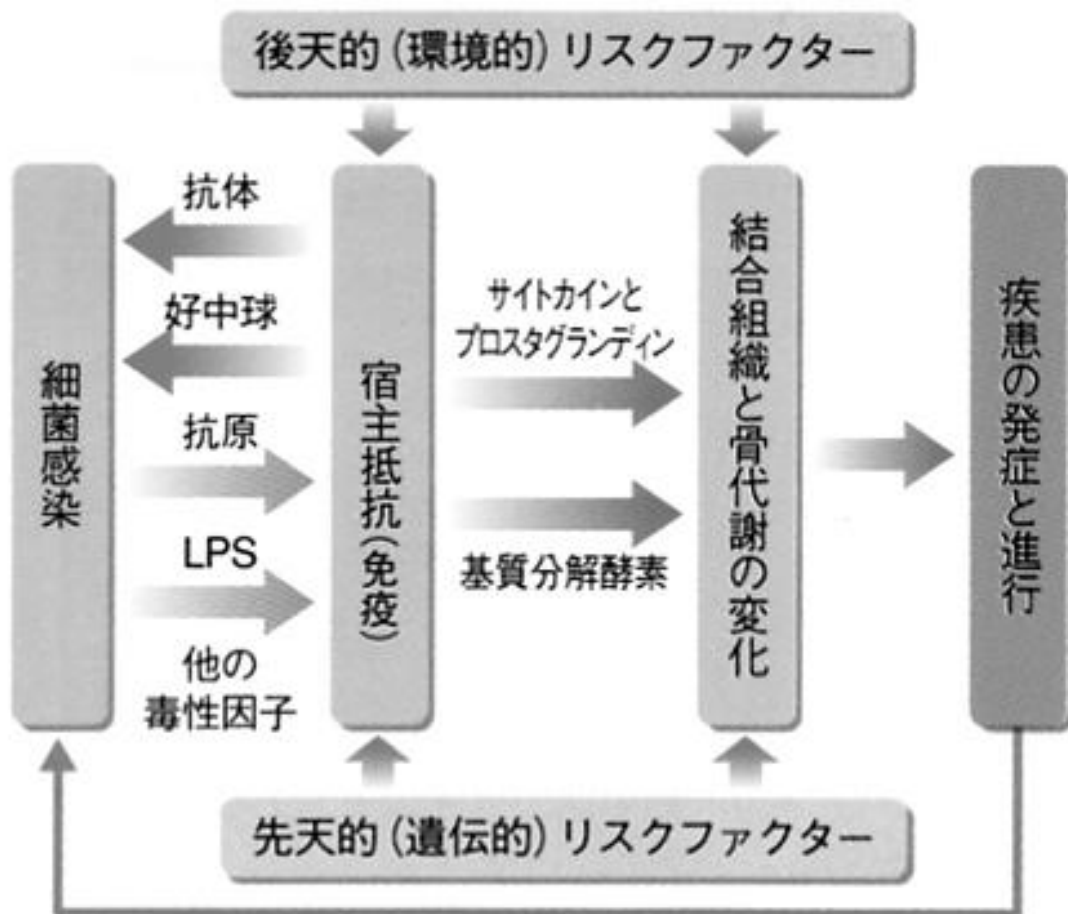 後天的(環境的)リスクファクター
細菌感染
抗体
好中球
抗原
LPS
他の
毒性因子
宿主抵抗(免疫)
サイトカインと
プロスタグランディン
基質分解酵素
結合組織と骨代謝の変化
疾患の発症と進行
先天的(遺伝的)リスクファクター